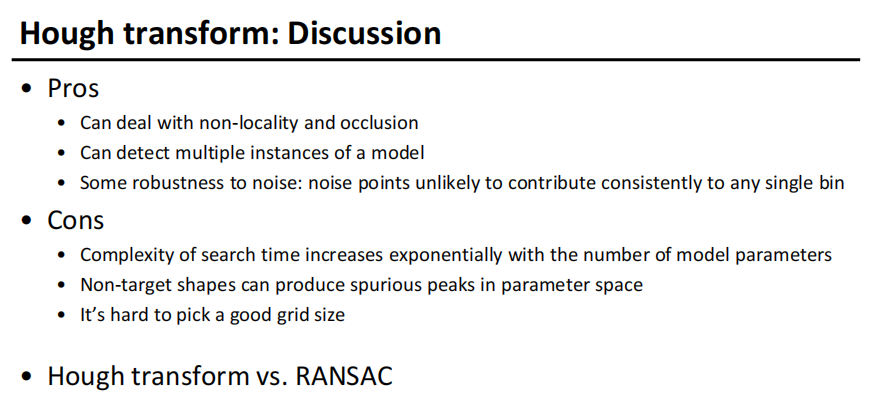 Hough transform: Discussion
• Pros
• Can deal with non-locality and occlusion
• Can detect multiple instances of a model
• Some robustness to noise: noise points unlikely to contribute consistently to any single bin
• Cons
• Complexity of search time increases exponentially with the number of model parameters
• Non-target shapes can produce spurious peaks in parameter space
• It’s hard to pick a good grid size
• Hough transform vs. RANSAC